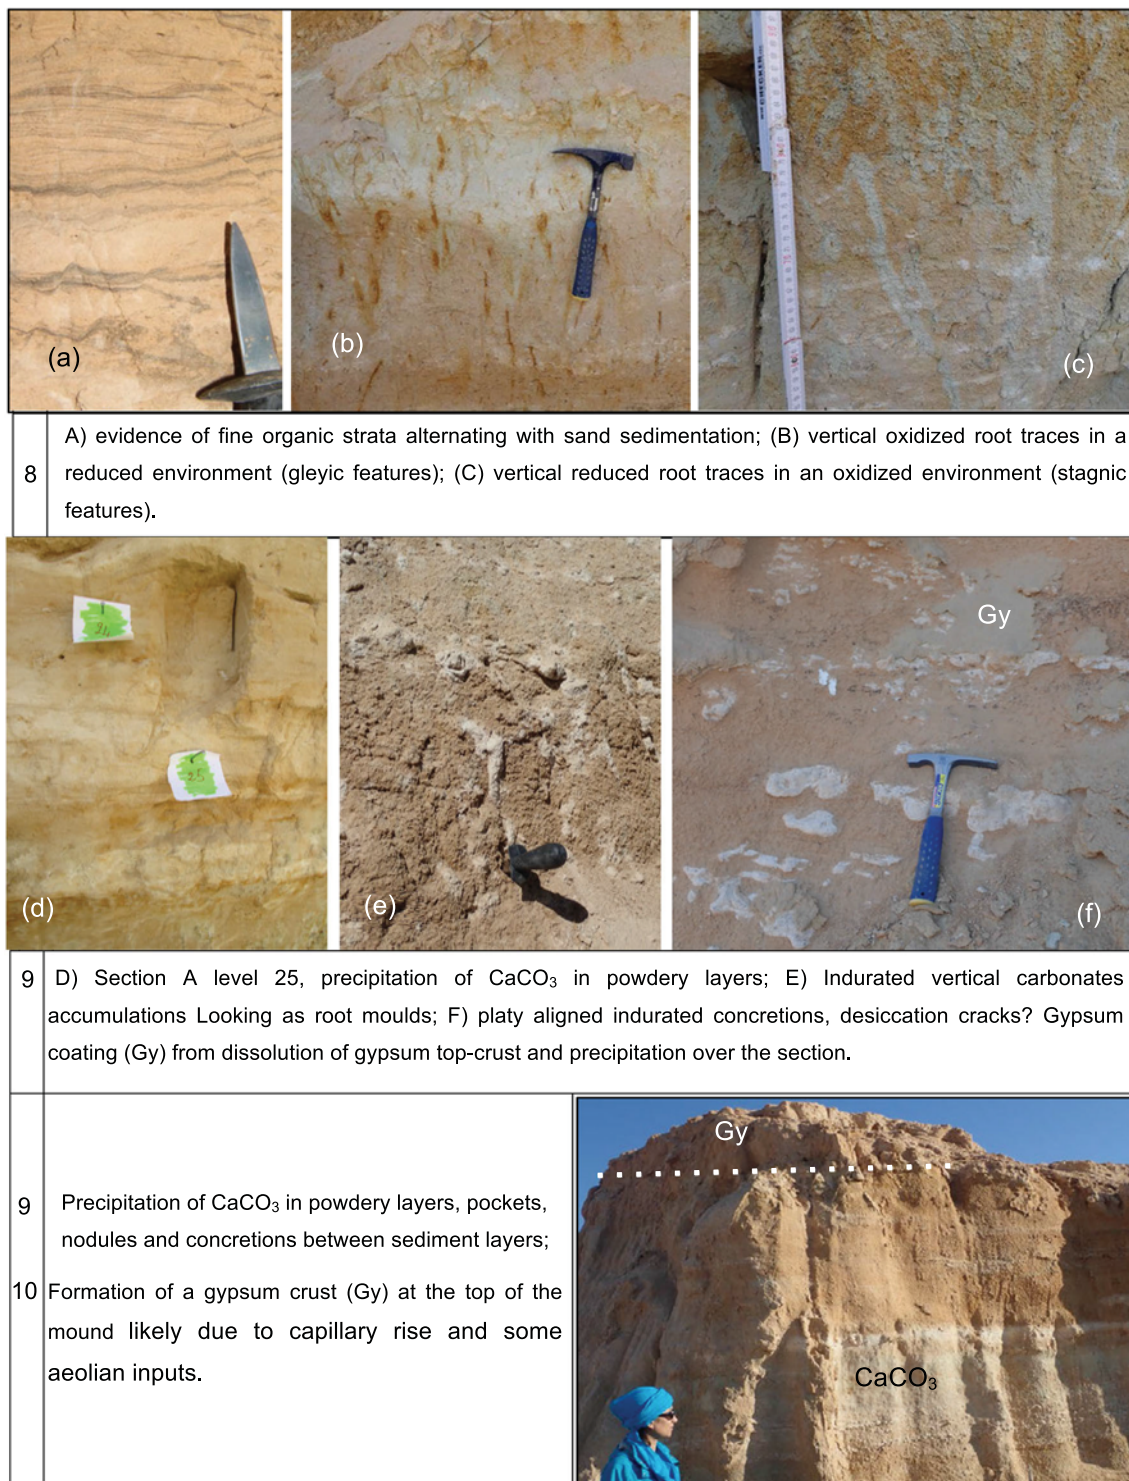 (a)
(b)
(c)
8
A) evidence of fine organic strata alternating with sand sedimentation; (B) vertical oxidized root traces in a
reduced environment (gleyic features); (C) vertical reduced root traces in an oxidized environment (stagnic
features).
24
25
(d)
(e)
Gy
(f)
9
D) Section A level 25, precipitation of CaCO₃ in powdery layers; E) Indurated vertical carbonates
accumulations Looking as root moulds; F) platy aligned indurated concretions, desiccation cracks? Gypsum
coating (Gy) from dissolution of gypsum top-crust and precipitation over the section.
9
Precipitation of CaCO₃ in powdery layers, pockets,
nodules and concretions between sediment layers;
10
Formation of a gypsum crust (Gy) at the top of the
mound likely due to capillary rise and some
aeolian inputs.
Gy
CaCO₃